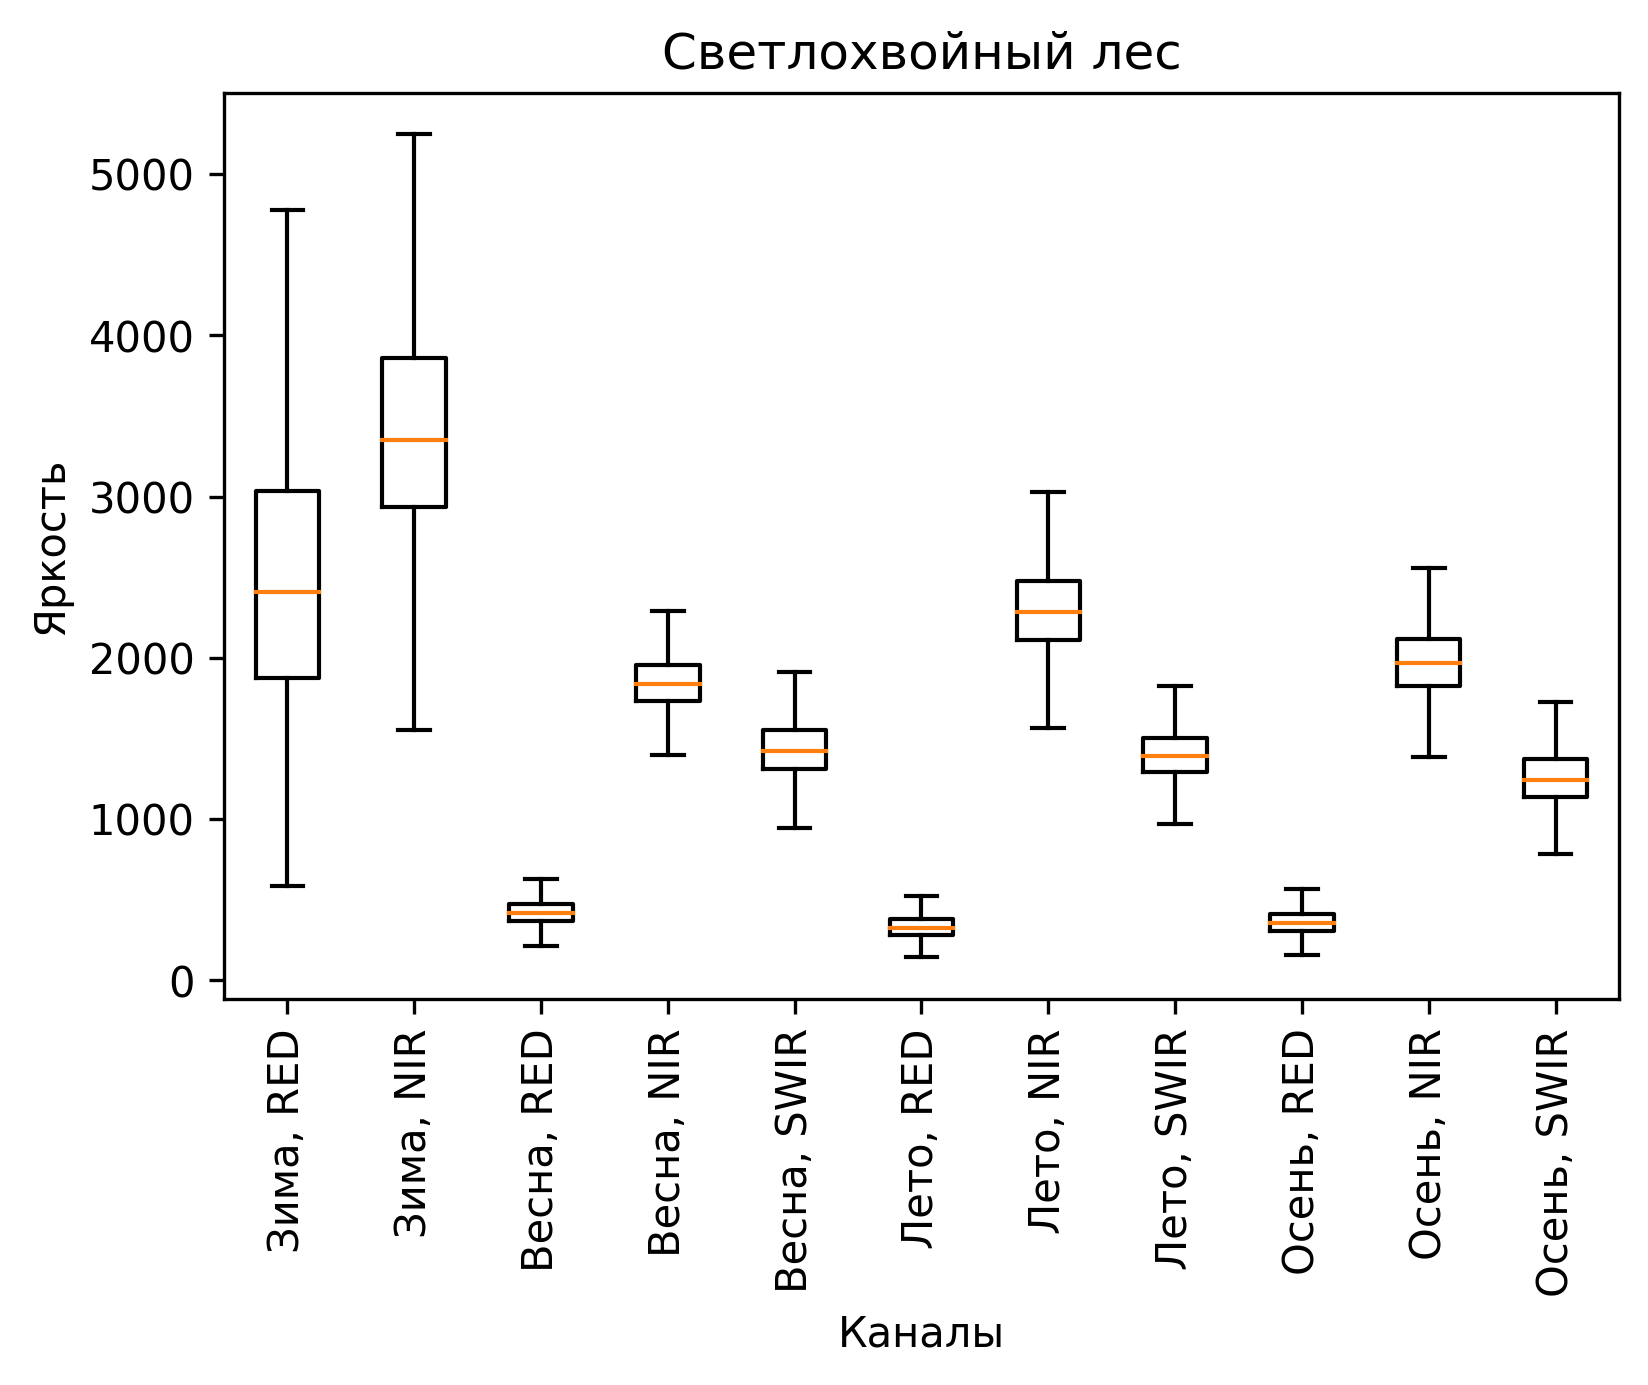 Светлохвойный лес
Яркость
5000
4000
3000
2000
1000
0
Зима, RED
Зима, NIR
Весна, RED
Весна, NIR
Весна, SWIR
Лето, RED
Лето, NIR
Лето, SWIR
Осень, RED
Осень, NIR
Осень, SWIR
Каналы